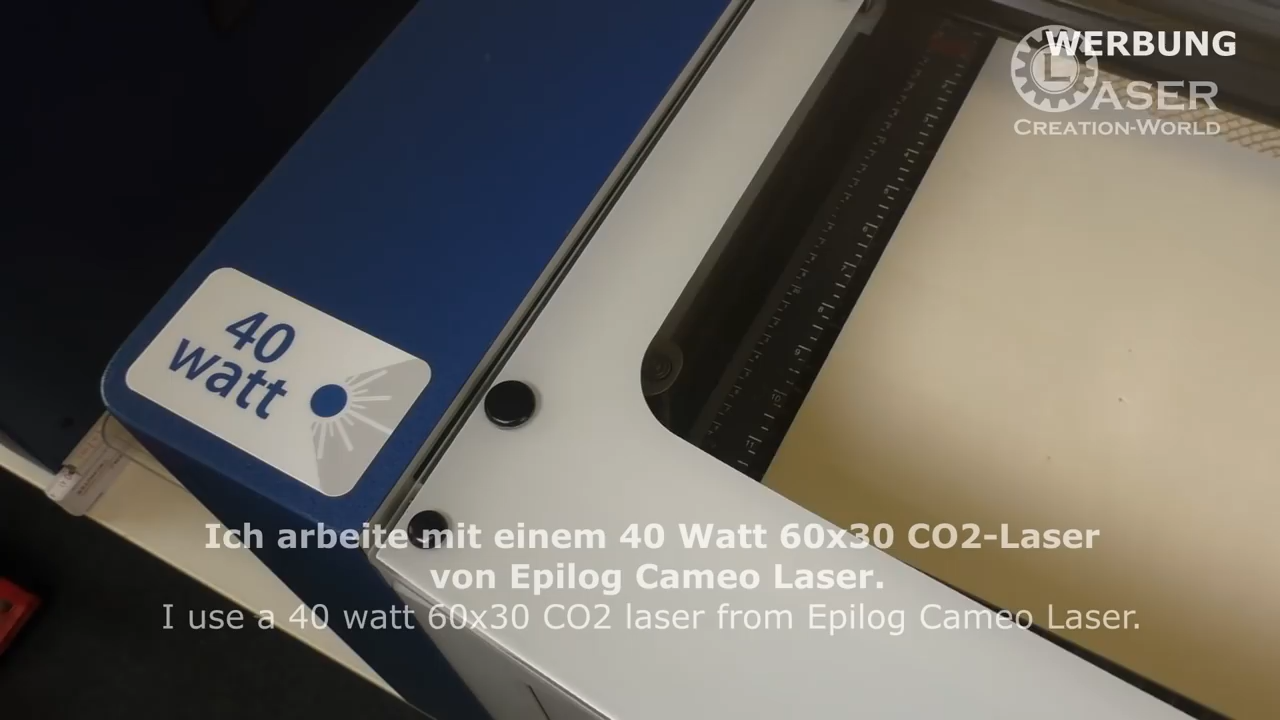 WERBUNG
LASER
CREATION-WORLD
40
watt
Ich arbeite mit einem 40 Watt 60x30 CO2-Laser
von Epilog Cameo Laser.
I use a 40 watt 60x30 CO2 laser from Epilog Cameo Laser.